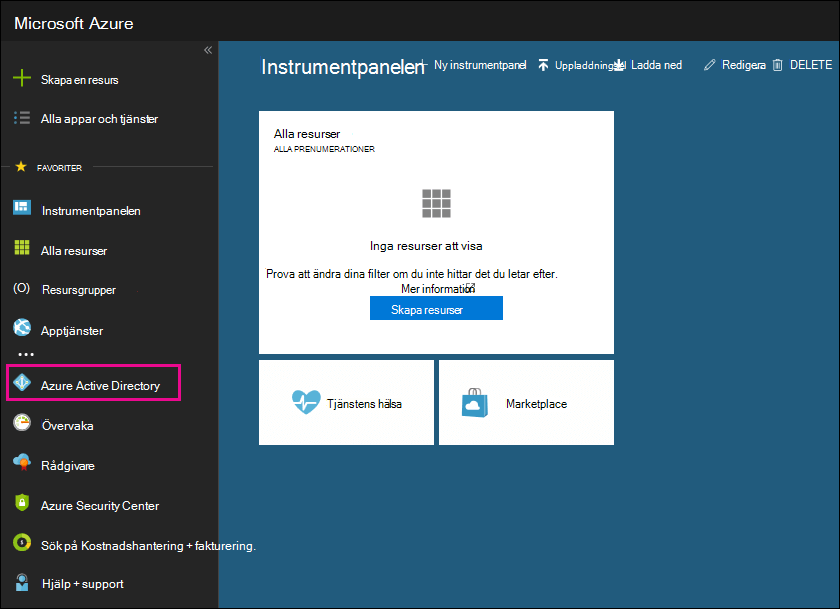 Microsoft Azure
«
Skapa en resurs
Alla appar och tjänster
FAVORITER
Instrumentpanelen
Alla resurser
(O) Resursgrupper
Apptjänster
...
Azure Active Directory
Övervaka
Rådgivare
Azure Security Center
Sök på Kostnadshantering + fakturering.
Hjälp + support
Instrumentpanelen
Ny instrumentpanel
Ladda ned
Redigera
DELETE
Alla resurser
ALLA PRENUMERATIONER
Inga resurser att visa
Prova att ändra dina filter om du inte hittar det du letar efter.
Mer information
Skapa resurser
Tjänstens hälsa
Marketplace